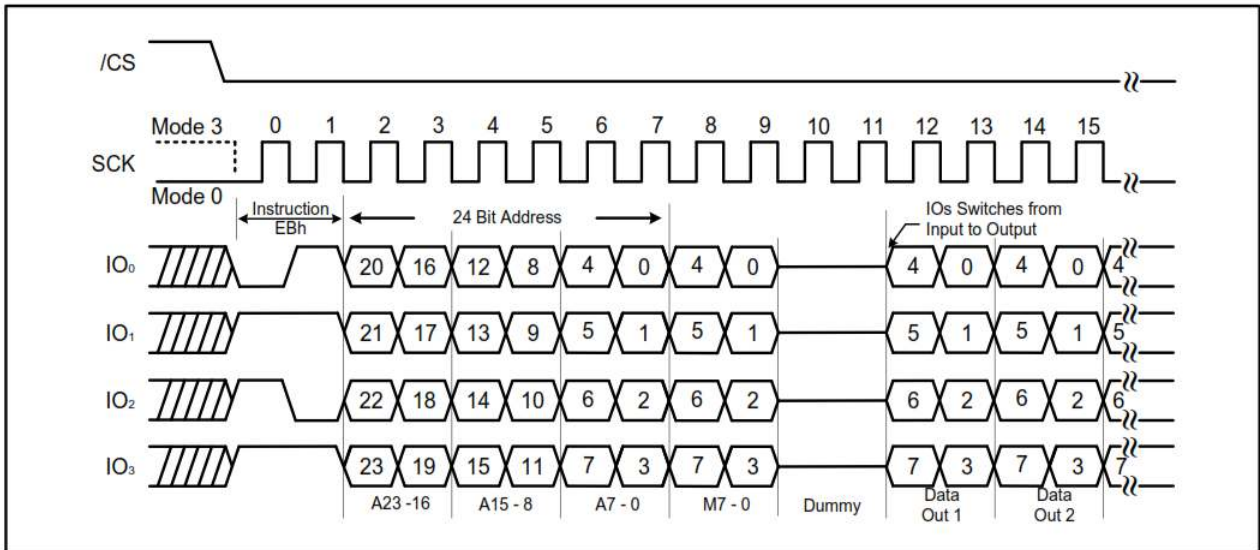 /CS
Mode 3 0 1 2 3 4 5 6 7 8 9 10 11 12 13 14 15
SCK
Mode 0
Instruction
EBh
24 Bit Address
IOs Switches from
Input to Output
IO₀ 20 16 12 8 4 0 4 0 4 0 4 0 4
IO₁ 21 17 13 9 5 1 5 1 5 1 5 1 5
IO₂ 22 18 14 10 6 2 6 2 6 2 6 2 6
IO₃ 23 19 15 11 7 3 7 3 7 3 7 3 7
A23 -16 A15 - 8 A7 - 0 M7 - 0 Dummy Data Out 1 Data Out 2